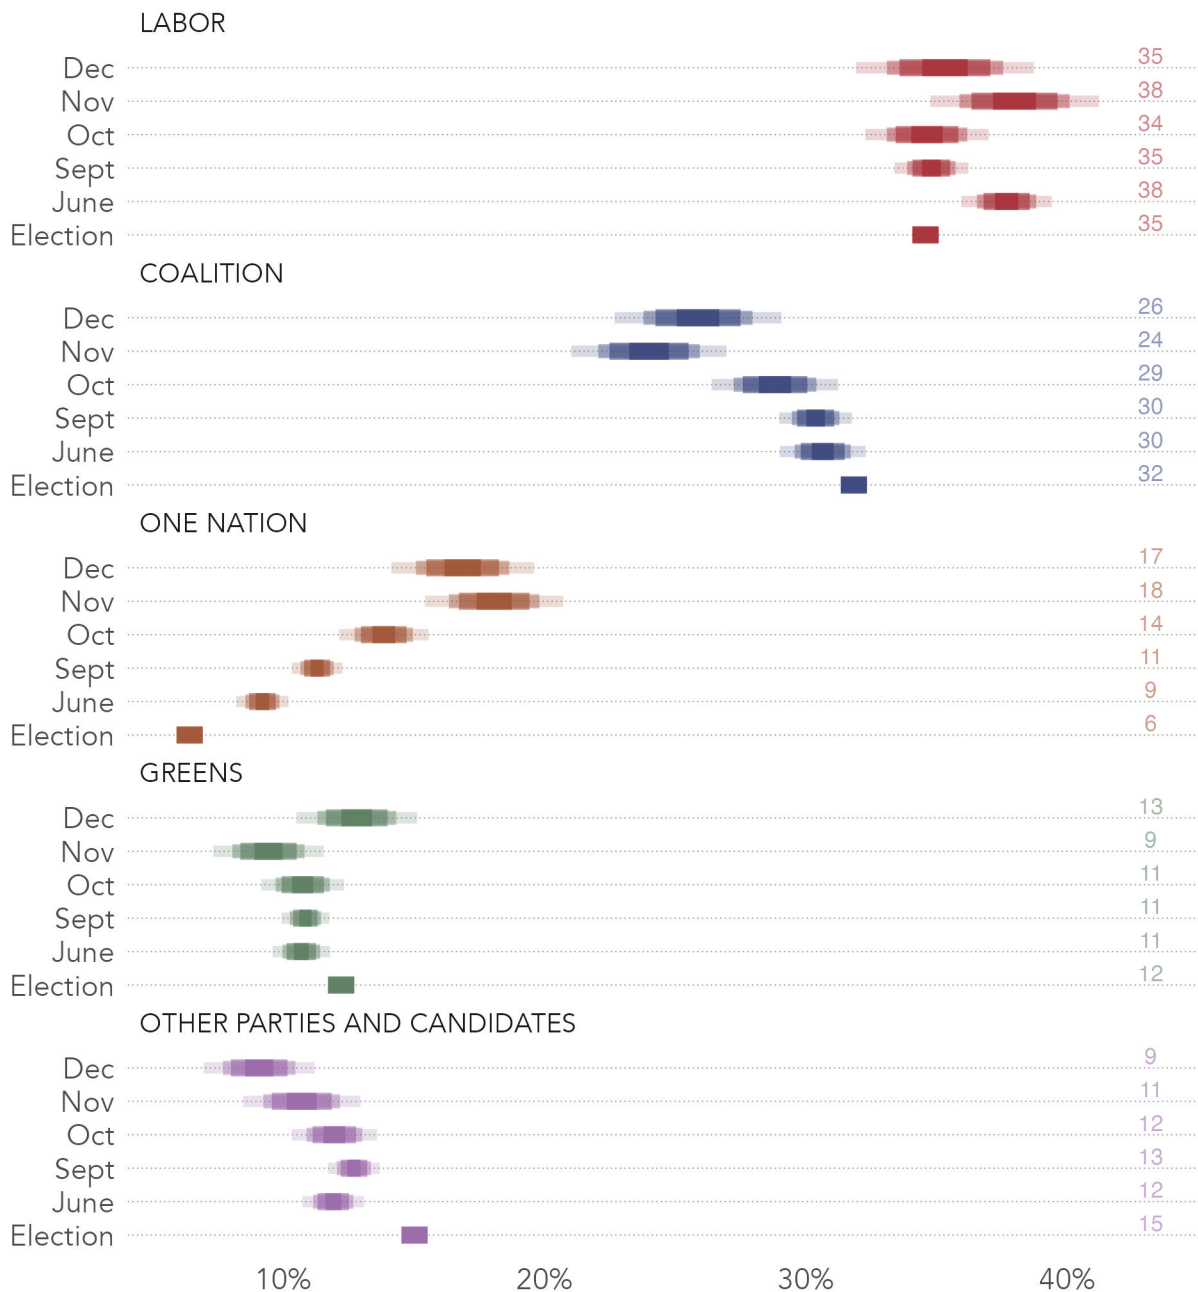 LABOR
Dec 35
Nov 38
Oct 34
Sept 35
June 38
Election 35
COALITION
Dec 26
Nov 24
Oct 29
Sept 30
June 30
Election 32
ONE NATION
Dec 17
Nov 18
Oct 14
Sept 11
June 9
Election 6
GREENS
Dec 13
Nov 9
Oct 11
Sept 11
June 11
Election 12
OTHER PARTIES AND CANDIDATES
Dec 9
Nov 11
Oct 12
Sept 13
June 12
Election 15
10% 20% 30% 40%